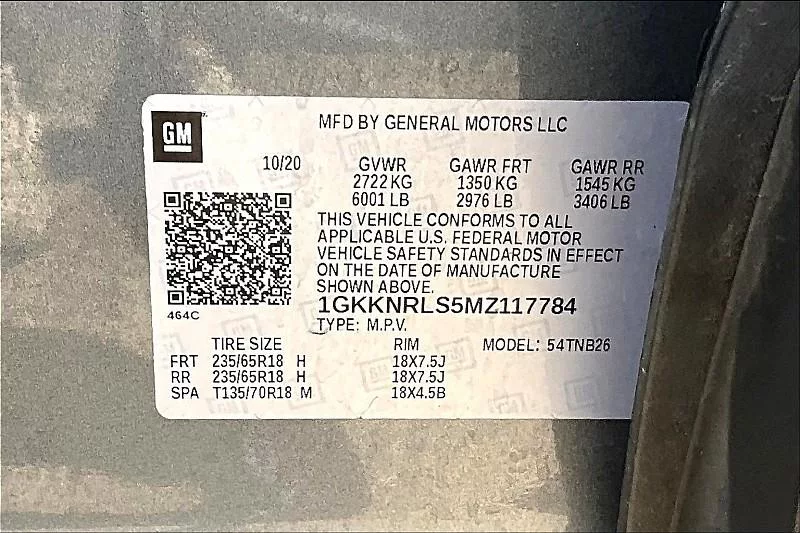 GM
MFD BY GENERAL MOTORS LLC
10/20 GVWR GAWR FRT GAWR RR
2722 KG 1350 KG 1545 KG
6001 LB 2976 LB 3406 LB
THIS VEHICLE CONFORMS TO ALL
APPLICABLE U.S. FEDERAL MOTOR
VEHICLE SAFETY STANDARDS IN EFFECT
ON THE DATE OF MANUFACTURE
SHOWN ABOVE.
464C
1GKKNRLS5MZ117784
TYPE: M.P.V.
TIRE SIZE RIM MODEL: 54TNB26
FRT 235/65R18 H 18X7.5J
RR 235/65R18 H 18X7.5J
SPA T135/70R18 M 18X4.5B